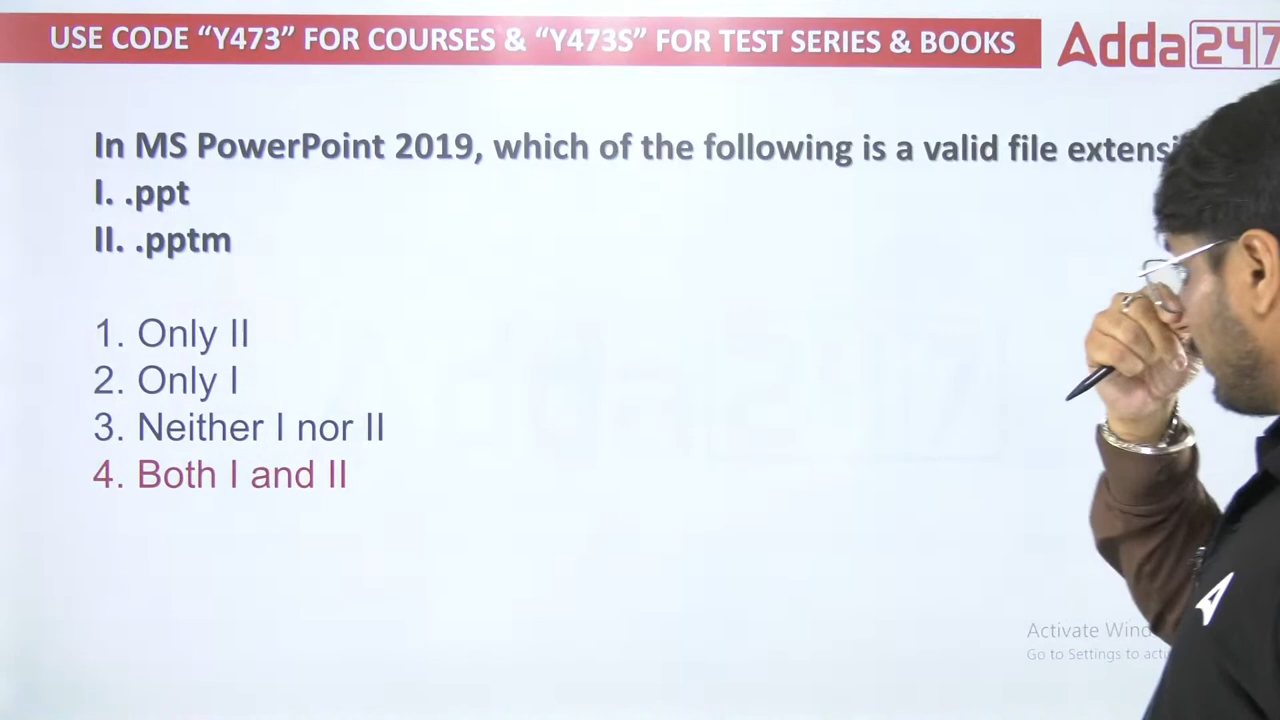 USE CODE “Y473” FOR COURSES & “Y473S” FOR TEST SERIES & BOOKS
Adda247
In MS PowerPoint 2019, which of the following is a valid file extensi
I. .ppt
II. .pptm
1. Only II
2. Only I
3. Neither I nor II
4. Both I and II
Activate Wind
Go to Settings to acti